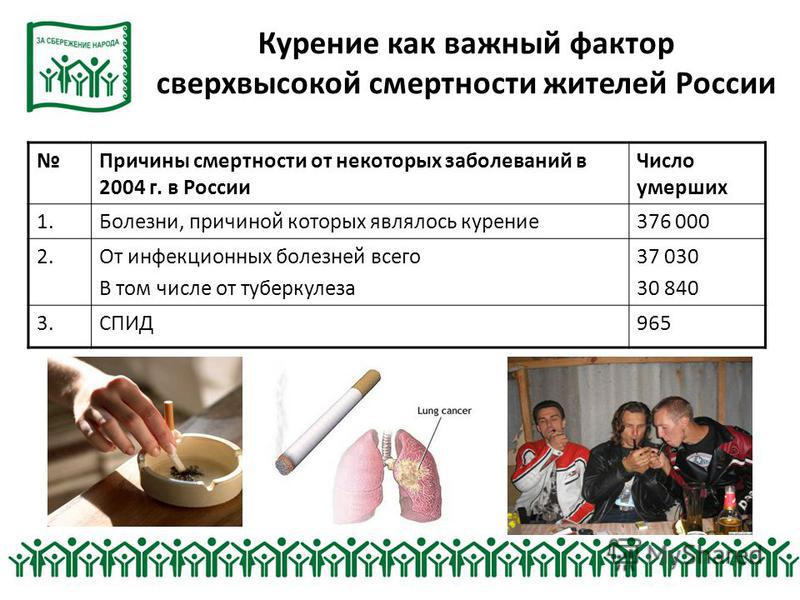 ЗА СБЕРЕЖЕНИЕ НАРОДА
Курение как важный фактор
сверхвысокой смертности жителей России
№ Причины смертности от некоторых заболеваний в
2004 г. в России
Число
умерших
1. Болезни, причиной которых являлось курение 376 000
2. От инфекционных болезней всего 37 030
В том числе от туберкулеза 30 840
3. СПИД 965
Lung cancer
MyShared